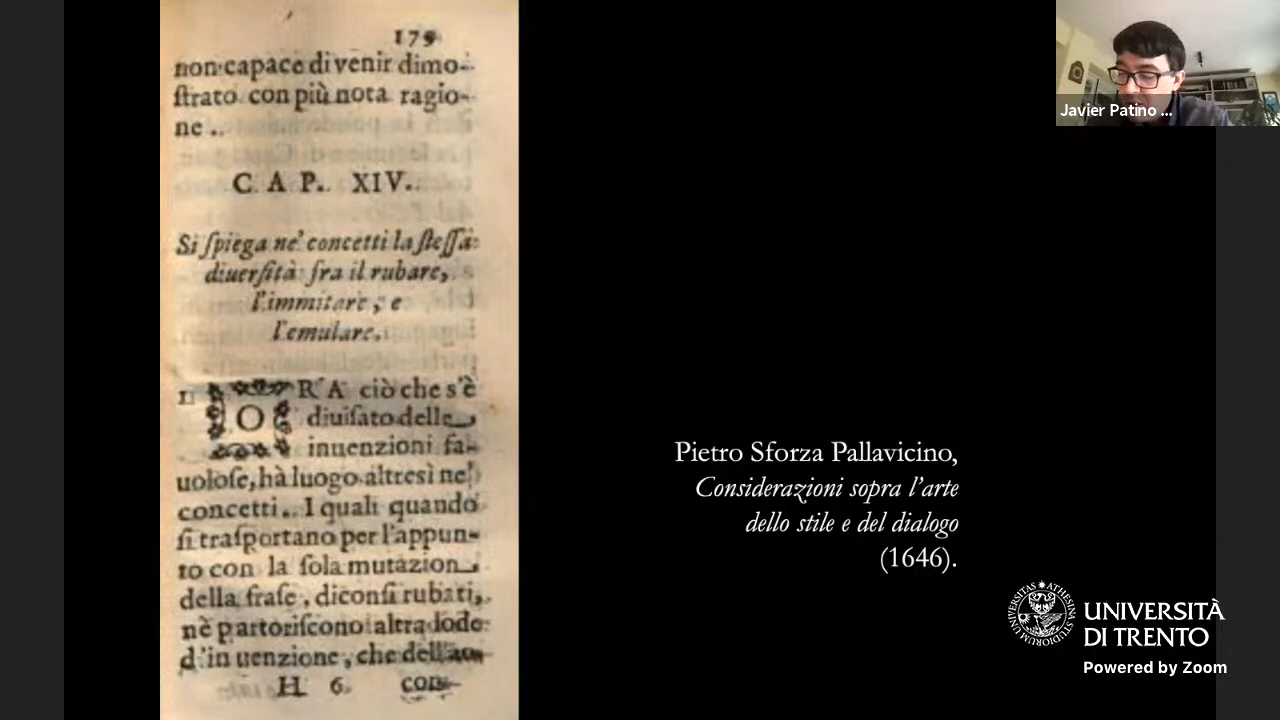 179
non capace di venir dimo-
ſtrato con più nota ragio-
ne..
C A P. XIV.
Si ſpiega ne' concetti la ſteſſa
diuerſità fra il rubare,
l'immitare, e
l'emulare.
ORA ciò che s'è
diuiſato delle
inuenzioni fa-
uoloſe, hà luogo altresì ne'
concetti.. I quali quando
ſi traſportano per l'appun-
to con la ſola mutazion
della fraſe, diconſi rubati,
nè partoriſcono altra lode
d'inuenzione, che dell'
H 6. con-
Pietro Sforza Pallavicino,
Considerazioni sopra l'arte
dello stile e del dialogo
(1646).
Javier Patino ...
UNIVERSITAS ATHESINA STUDIORUM
UNIVERSITÀ
DI TRENTO
Powered by Zoom